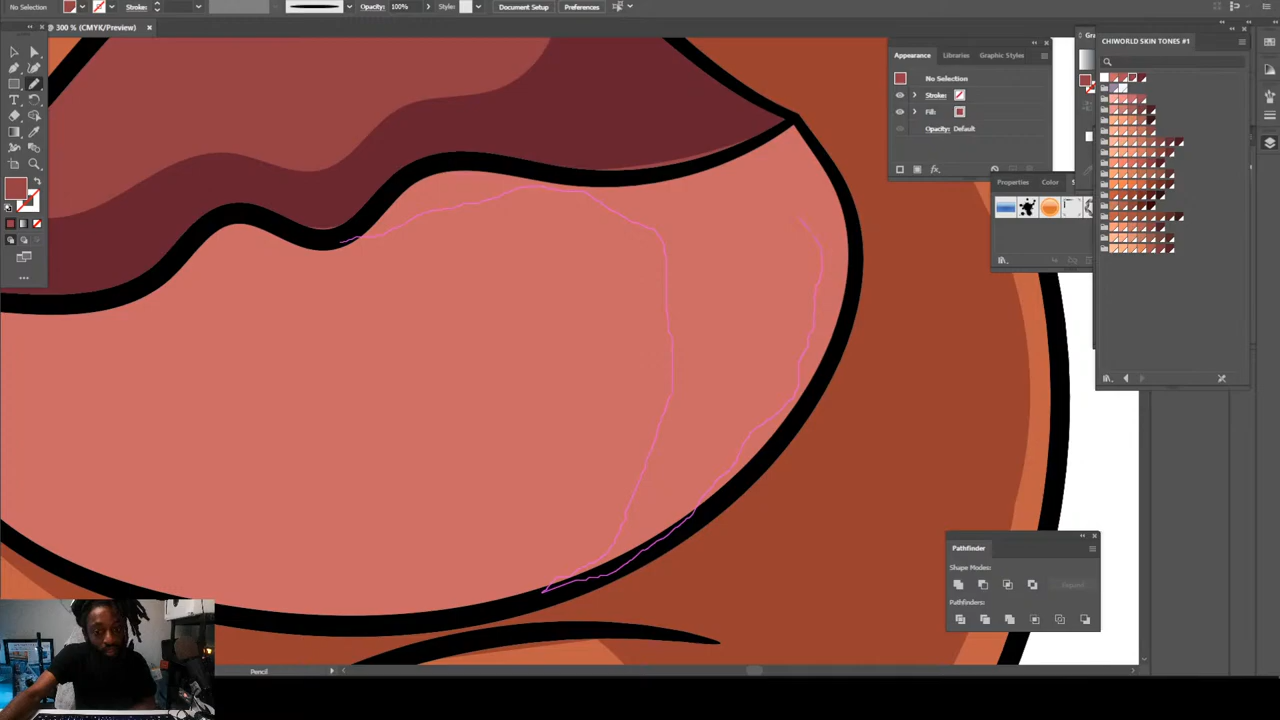 No Selection
Stroke:
Opacity: 100%
Style:
Document Setup
Preferences
300 % (CMYK/Preview)
Appearance
Libraries
Graphic Styles
No Selection
Stroke:
Fill:
Opacity: Default
CHIWORLD SKIN TONES #1
Properties
Color
Pathfinder
Shape Modes:
Expand
Pathfinders:
Pencil